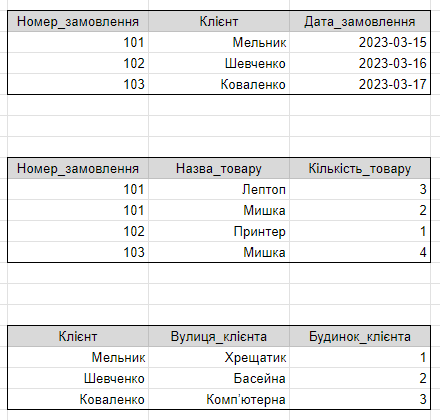 Номер_замовлення Клієнт Дата_замовлення
101 Мельник 2023-03-15
102 Шевченко 2023-03-16
103 Коваленко 2023-03-17
Номер_замовлення Назва_товару Кількість_товару
101 Лептоп 3
101 Мишка 2
102 Принтер 1
103 Мишка 4
Клієнт Вулиця_клієнта Будинок_клієнта
Мельник Хрещатик 1
Шевченко Басейна 2
Коваленко Комп'ютерна 3